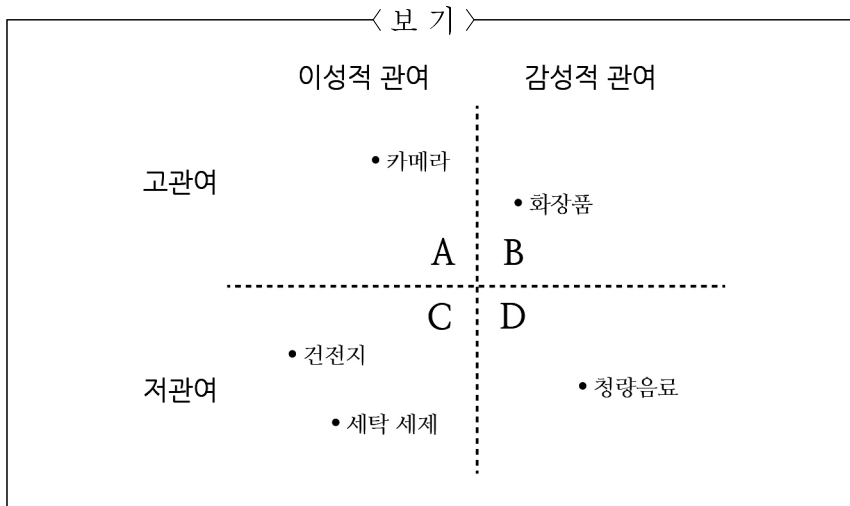 〈보 기〉
이성적 관여 감성적 관여
• 카메라
고관여
• 화장품
A B
C D
• 건전지
저관여 • 청량음료
• 세탁 세제